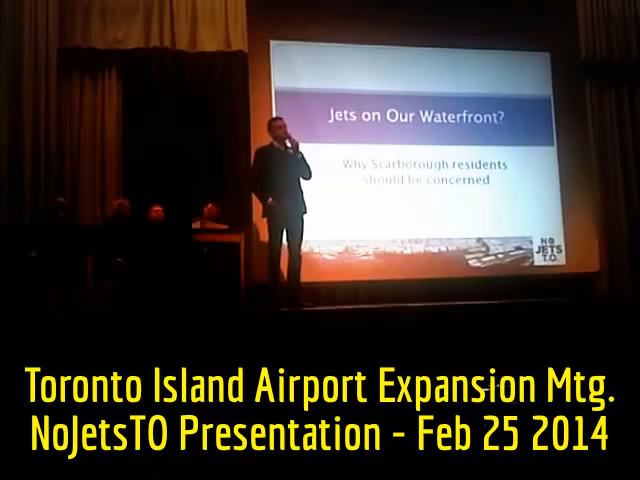 Jets on Our Waterfront?
Why Scarborough residents
should be concerned
NO
JETS
T.O.
Toronto Island Airport Expansion Mtg.
NoJetsTO Presentation - Feb 25 2014